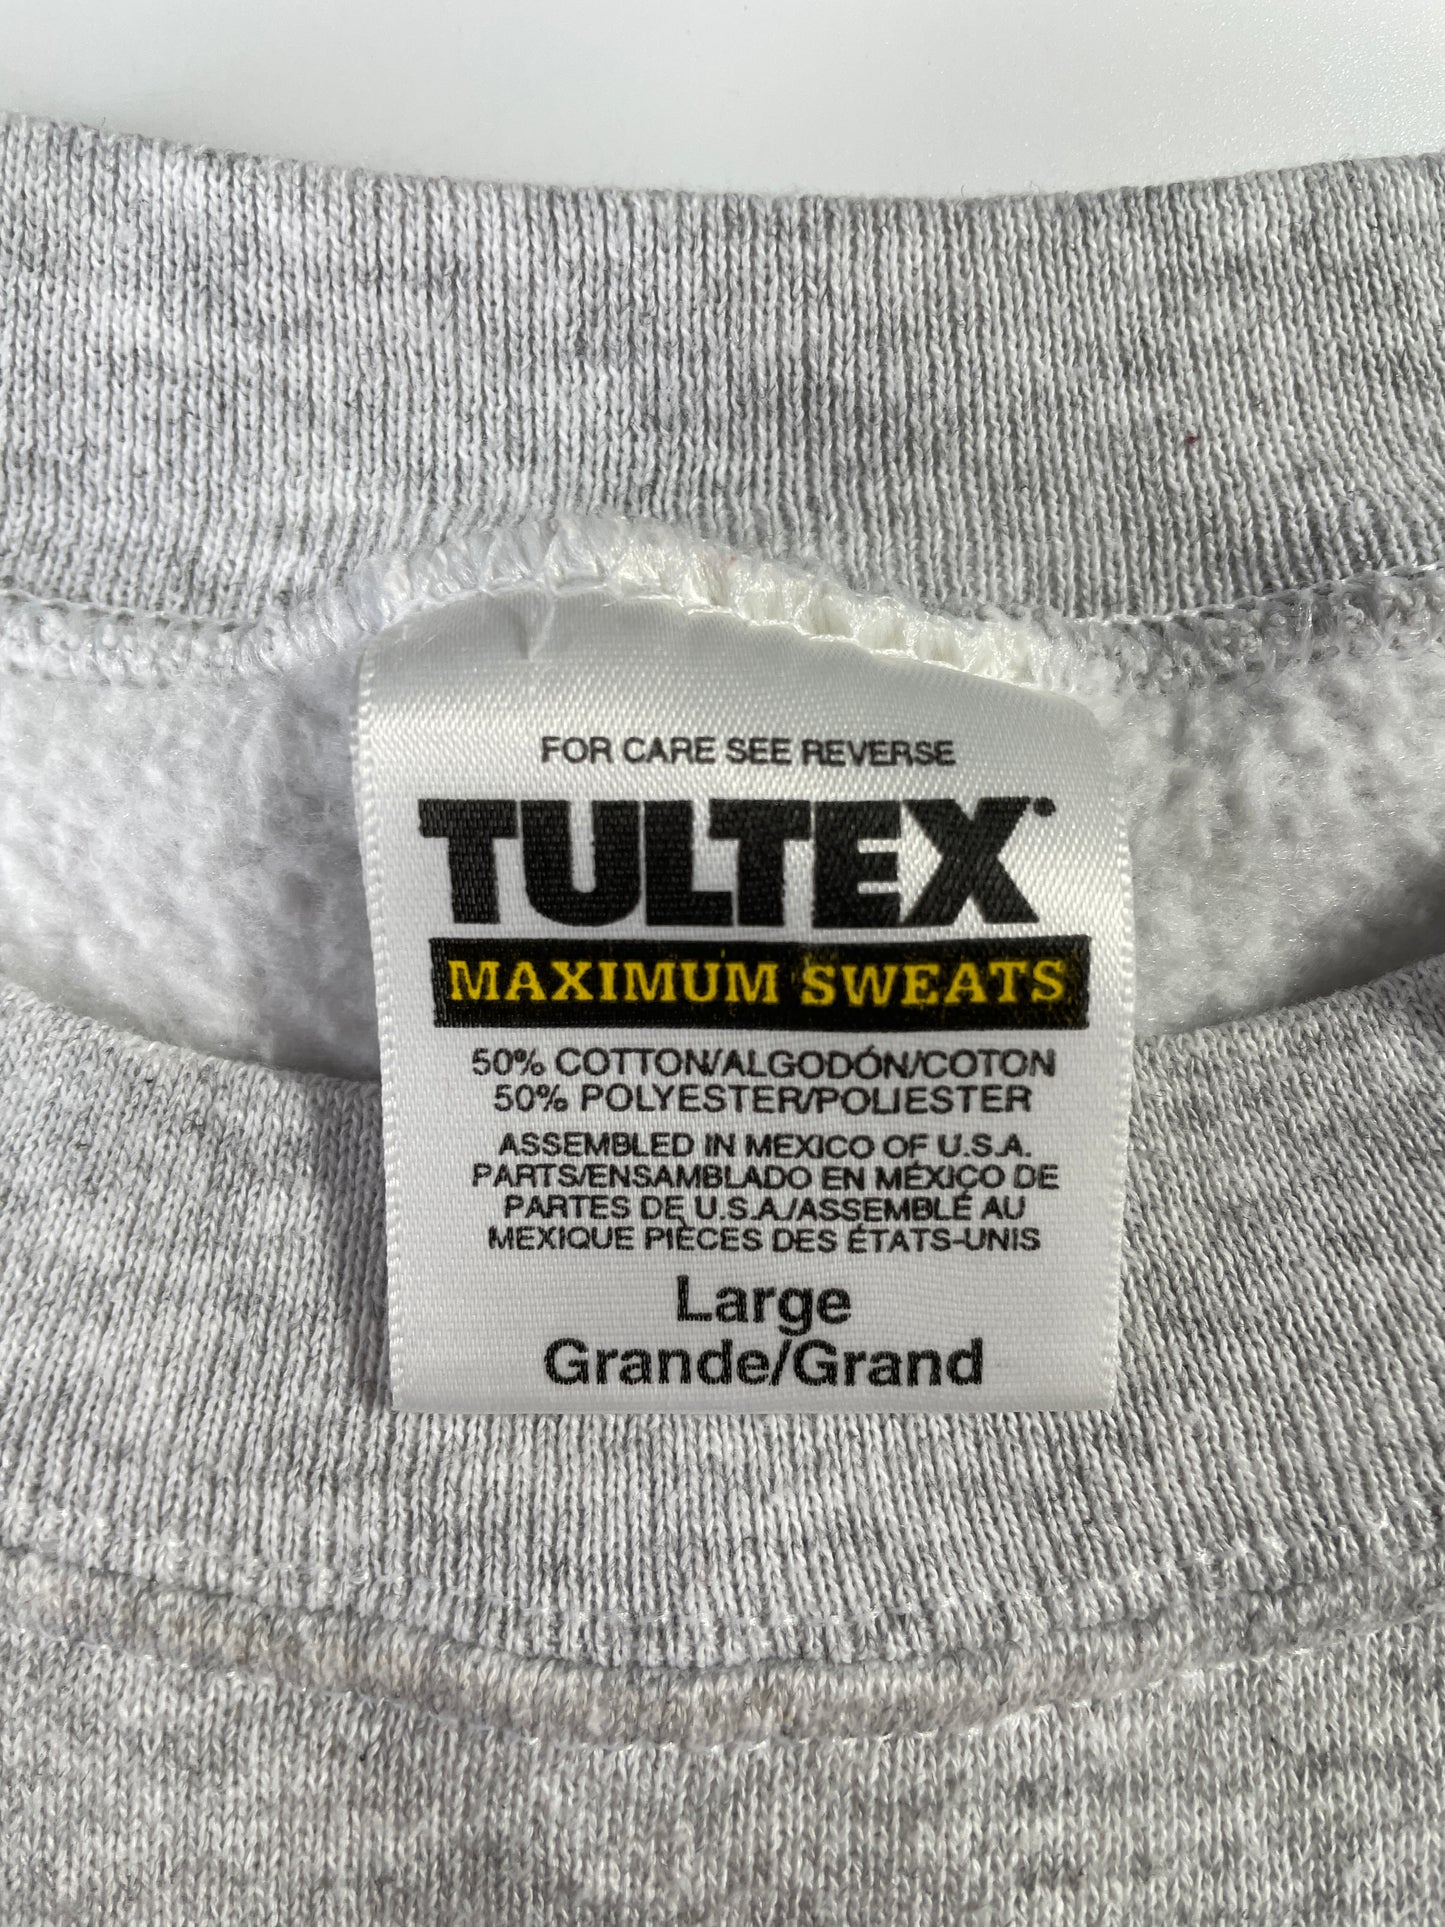 FOR CARE SEE REVERSE
TULTEX
MAXIMUM SWEATS
50% COTTON/ALGODÓN/COTON
50% POLYESTER/POLIESTER
ASSEMBLED IN MEXICO OF U.S.A.
PARTS/ENSAMBLADO EN MÉXICO DE
PARTES DE U.S.A./ASSEMBLÉ AU
MEXIQUE PIÈCES DES ÉTATS-UNIS
Large
Grande/Grand